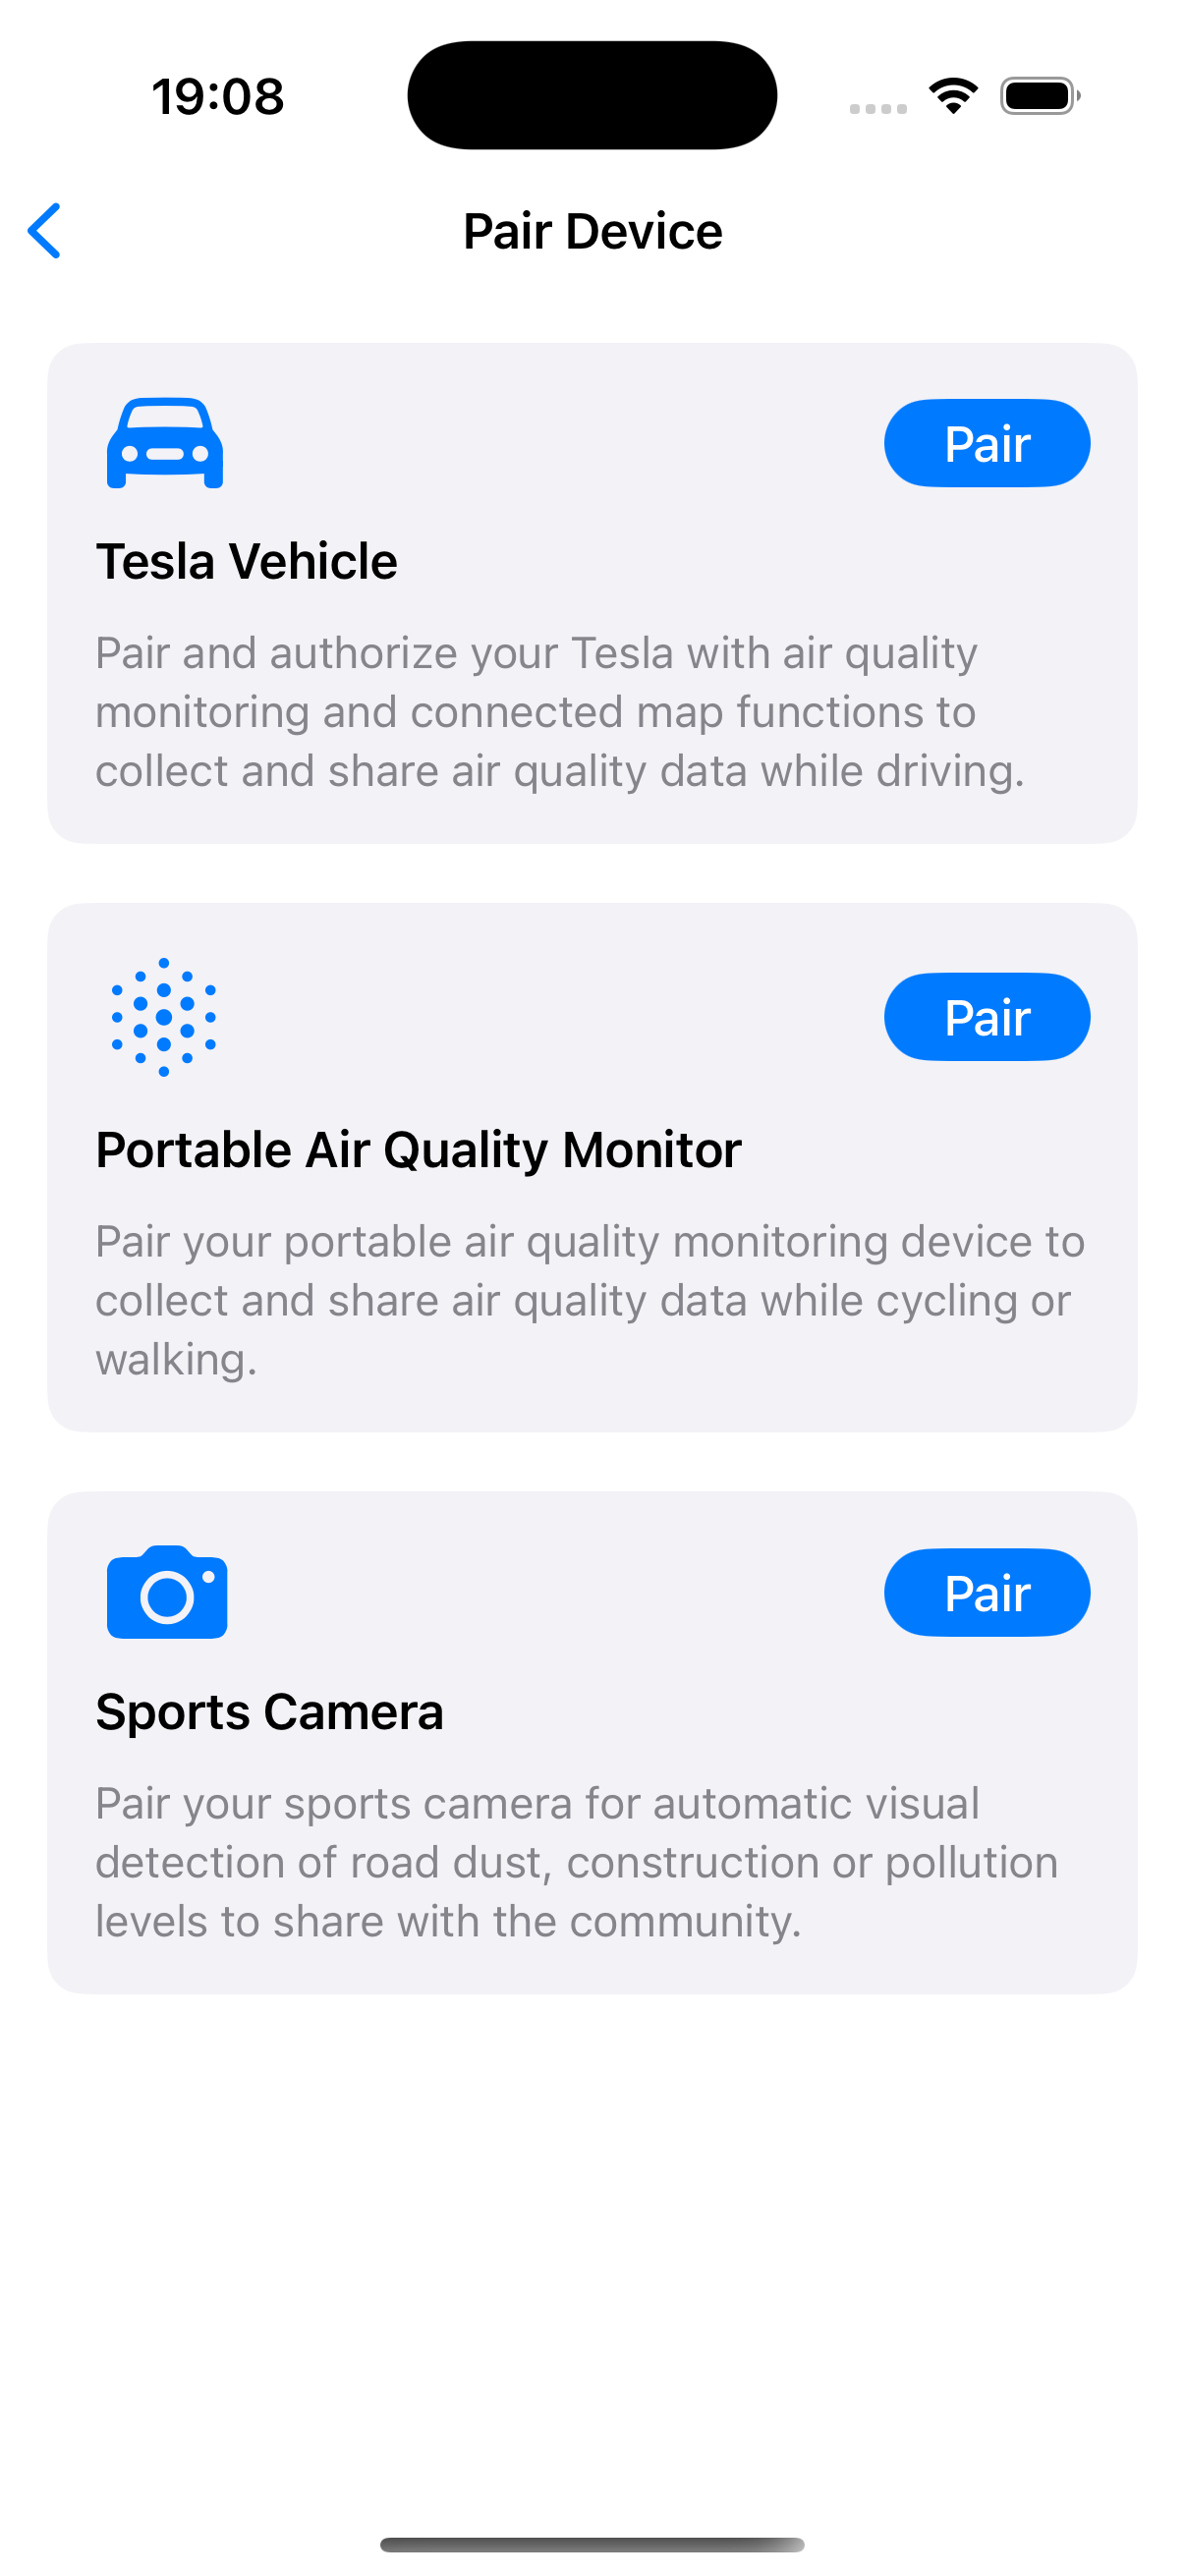 19:08
Pair Device
Pair
Tesla Vehicle
Pair and authorize your Tesla with air quality
monitoring and connected map functions to
collect and share air quality data while driving.
Pair
Portable Air Quality Monitor
Pair your portable air quality monitoring device to
collect and share air quality data while cycling or
walking.
Pair
Sports Camera
Pair your sports camera for automatic visual
detection of road dust, construction or pollution
levels to share with the community.